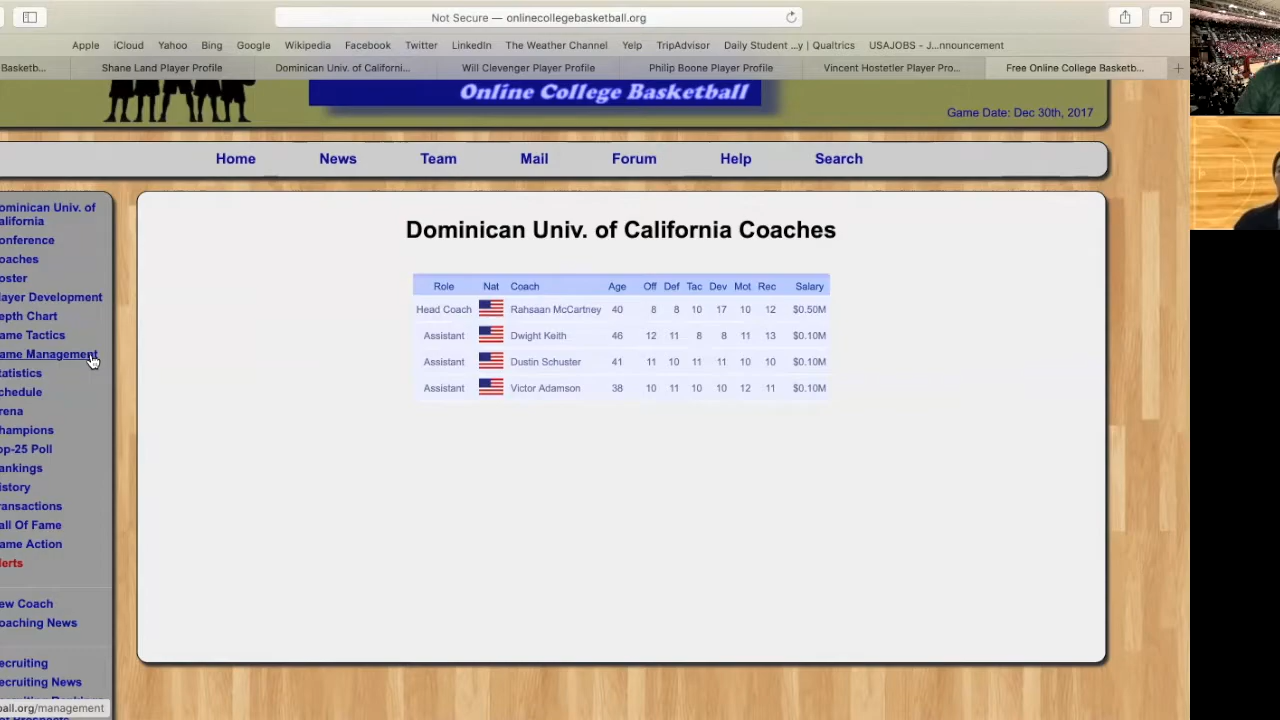 Not Secure — onlinecollegebasketball.org
Apple iCloud Yahoo Bing Google Wikipedia Facebook Twitter LinkedIn The Weather Channel Yelp TripAdvisor Daily Student ...y | Qualtrics USAJOBS - J...nnouncement
Basketb... Shane Land Player Profile Dominican Univ. of Californi... Will Clevenger Player Profile Philip Boone Player Profile Vincent Hostetler Player Pro... Free Online College Basketb...
Online College Basketball
Game Date: Dec 30th, 2017
Home News Team Mail Forum Help Search
ominican Univ. of
alifornia
onference
oaches
oster
layer Development
epth Chart
ame Tactics
ame Management
tatistics
chedule
rena
hampions
op-25 Poll
ankings
istory
ransactions
all Of Fame
ame Action
lerts
ew Coach
oaching News
ecruiting
ecruiting News
ball.org/management
Dominican Univ. of California Coaches
Role Nat Coach Age Off Def Tac Dev Mot Rec Salary
Head Coach Rahsaan McCartney 40 8 8 10 17 10 12 $0.50M
Assistant Dwight Keith 46 12 11 8 8 11 13 $0.10M
Assistant Dustin Schuster 41 11 10 11 11 10 10 $0.10M
Assistant Victor Adamson 38 10 11 10 10 12 11 $0.10M